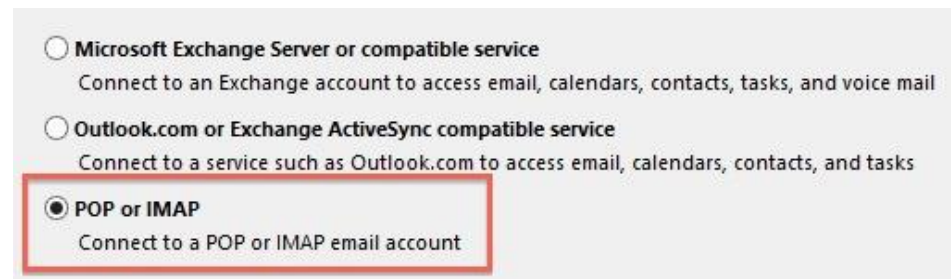 Microsoft Exchange Server or compatible service
Connect to an Exchange account to access email, calendars, contacts, tasks, and voice mail
Outlook.com or Exchange ActiveSync compatible service
Connect to a service such as Outlook.com to access email, calendars, contacts, and tasks
POP or IMAP
Connect to a POP or IMAP email account